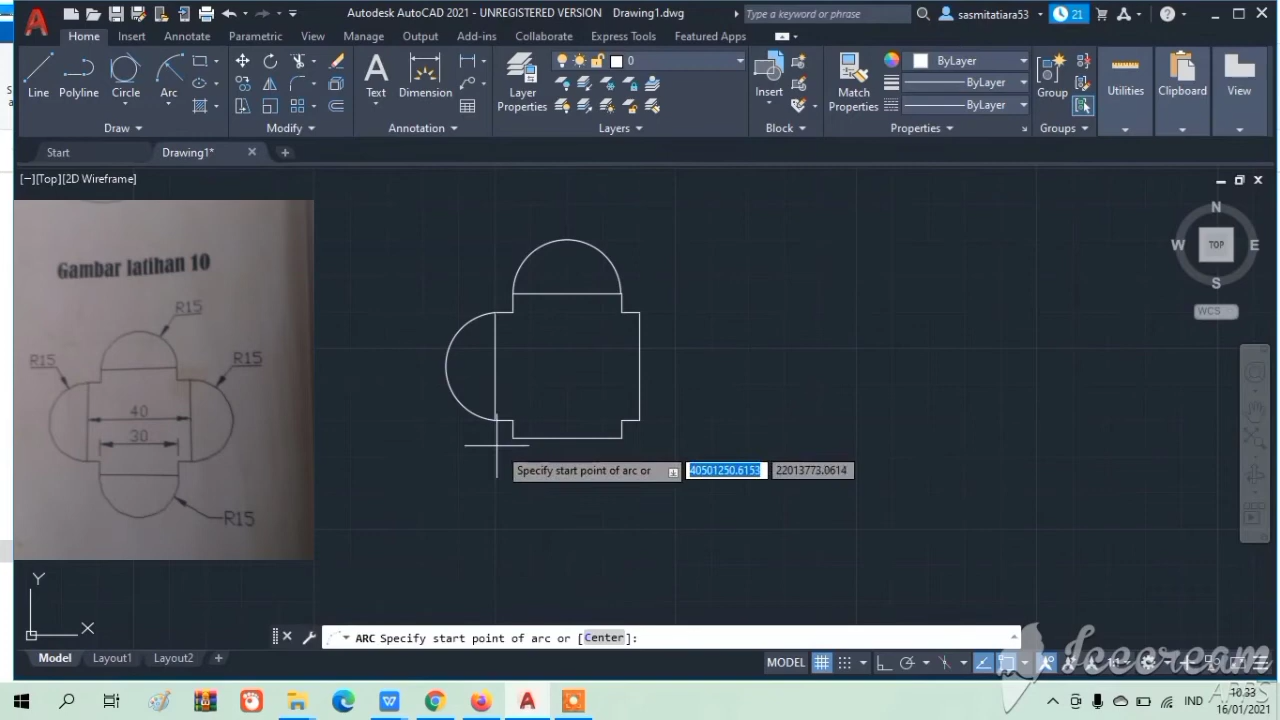 Autodesk AutoCAD 2021 - UNREGISTERED VERSION Drawing1.dwg
Type a keyword or phrase
sasmitatiara53
21
Home Insert Annotate Parametric View Manage Output Add-ins Collaborate Express Tools Featured Apps
Line
Polyline
Circle
Arc
Text
Dimension
Layer
Properties
0
Insert
Match
Properties
ByLayer
ByLayer
ByLayer
Group
Utilities
Clipboard
View
Draw
Modify
Annotation
Layers
Block
Properties
Groups
Start
Drawing1*
[−][Top][2D Wireframe]
Gambar latihan 10
R15
R15
R15
40
30
R15
N
W
TOP
E
S
WCS
Specify start point of arc or
40501250.6153
22013773.0614
Y
X
ARC Specify start point of arc or [Center]:
Model
Layout1
Layout2
MODEL
1:1
Icecream
APPS
IND
10.33
16/01/2021